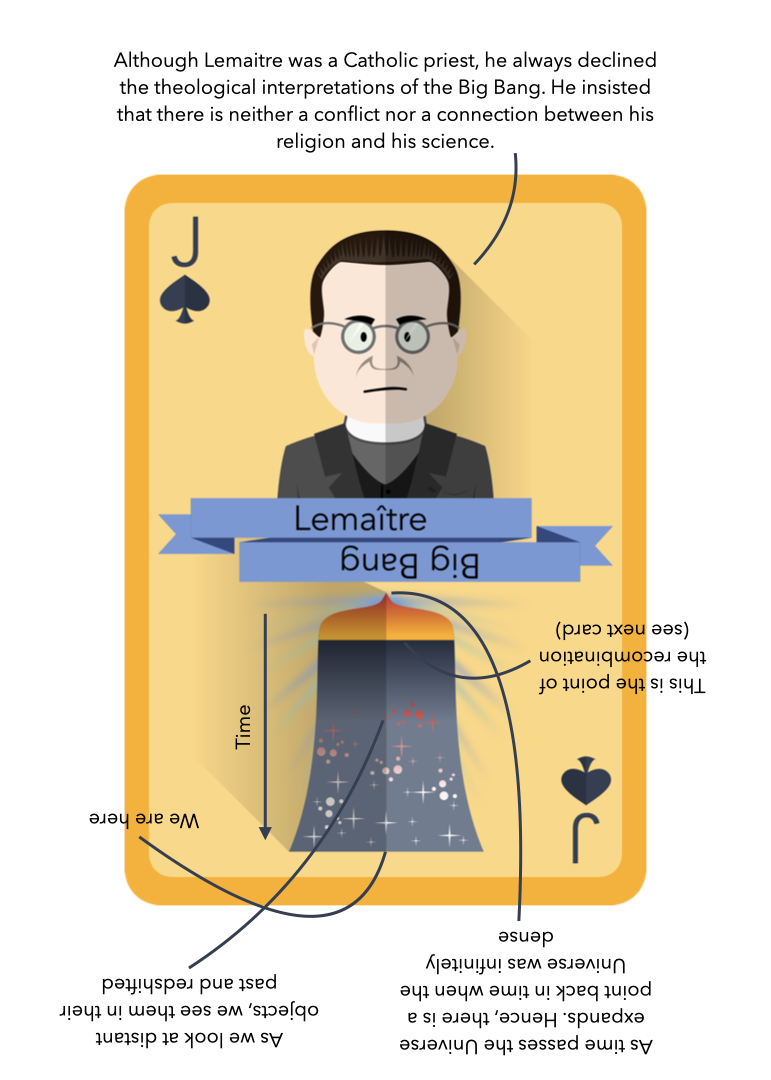 Although Lemaitre was a Catholic priest, he always declined
the theological interpretations of the Big Bang. He insisted
that there is neither a conflict nor a connection between his
religion and his science.
J
Lemaître
Big Bang
This is the point of
the recombination
(see next card)
Time
We are here
J
As we look at distant
objects, we see them in their
past and redshifted
As time passes the Universe
expands. Hence, there is a
point back in time when the
Universe was infinitely
dense